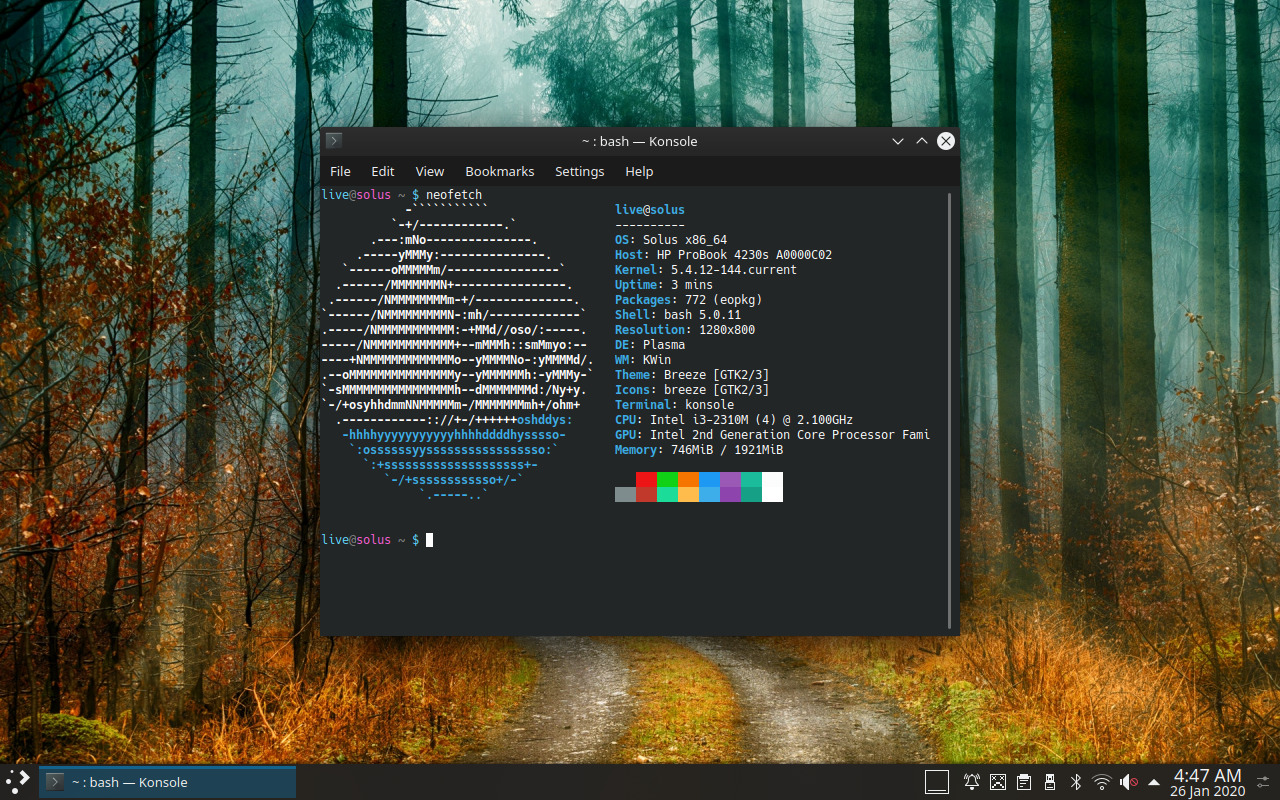 ~ : bash — Konsole
File Edit View Bookmarks Settings Help
live@solus ~ $ neofetch
live@solus
----------
OS: Solus x86_64
Host: HP ProBook 4230s A0000C02
Kernel: 5.4.12-144.current
Uptime: 3 mins
Packages: 772 (eopkg)
Shell: bash 5.0.11
Resolution: 1280x800
DE: Plasma
WM: KWin
Theme: Breeze [GTK2/3]
Icons: breeze [GTK2/3]
Terminal: konsole
CPU: Intel i3-2310M (4) @ 2.100GHz
GPU: Intel 2nd Generation Core Processor Fami
Memory: 746MiB / 1921MiB
live@solus ~ $
~ : bash — Konsole
4:47 AM
26 Jan 2020